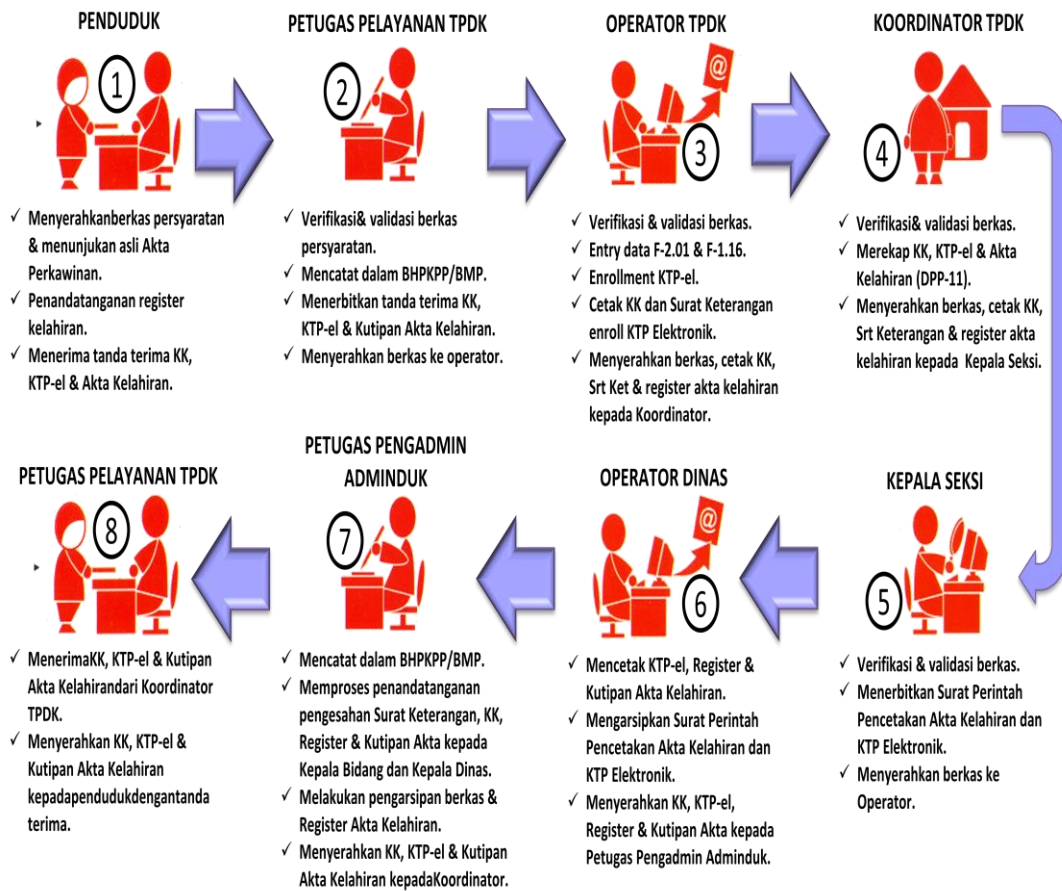 PENDUDUK
1
✓ Menyerahkanberkas persyaratan
& menunjukan asli Akta
Perkawinan.
✓ Penandatanganan register
kelahiran.
✓ Menerima tanda terima KK,
KTP-el & Akta Kelahiran.
PETUGAS PELAYANAN TPDK
2
✓ Verifikasi& validasi berkas
persyaratan.
✓ Mencatat dalam BHPKPP/BMP.
✓ Menerbitkan tanda terima KK,
KTP-el & Kutipan Akta Kelahiran.
✓ Menyerahkan berkas ke operator.
OPERATOR TPDK
@
3
✓ Verifikasi & validasi berkas.
✓ Entry data F-2.01 & F-1.16.
✓ Enrollment KTP-el.
✓ Cetak KK dan Surat Keterangan
enroll KTP Elektronik.
✓ Menyerahkan berkas, cetak KK,
Srt Ket & register akta kelahiran
kepada Koordinator.
KOORDINATOR TPDK
4
✓ Verifikasi& validasi berkas.
✓ Merekap KK, KTP-el & Akta
Kelahiran (DPP-11).
✓ Menyerahkan berkas, cetak KK,
Srt Keterangan & register akta
kelahiran kepada Kepala Seksi.
KEPALA SEKSI
5
✓ Verifikasi & validasi berkas.
✓ Menerbitkan Surat Perintah
Pencetakan Akta Kelahiran dan
KTP Elektronik.
✓ Menyerahkan berkas ke
Operator.
OPERATOR DINAS
@
6
✓ Mencetak KTP-el, Register &
Kutipan Akta Kelahiran.
✓ Mengarsipkan Surat Perintah
Pencetakan Akta Kelahiran dan
KTP Elektronik.
✓ Menyerahkan KK, KTP-el,
Register & Kutipan Akta kepada
Petugas Pengadmin Adminduk.
PETUGAS PENGADMIN
ADMINDUK
7
✓ Mencatat dalam BHPKPP/BMP.
✓ Memproses penandatanganan
pengesahan Surat Keterangan, KK,
Register & Kutipan Akta kepada
Kepala Bidang dan Kepala Dinas.
✓ Melakukan pengarsipan berkas &
Register Akta Kelahiran.
✓ Menyerahkan KK, KTP-el & Kutipan
Akta Kelahiran kepadaKoordinator.
PETUGAS PELAYANAN TPDK
8
✓ MenerimaKK, KTP-el & Kutipan
Akta Kelahirandari Koordinator
TPDK.
✓ Menyerahkan KK, KTP-el &
Kutipan Akta Kelahiran
kepadapendudukdengantanda
terima.